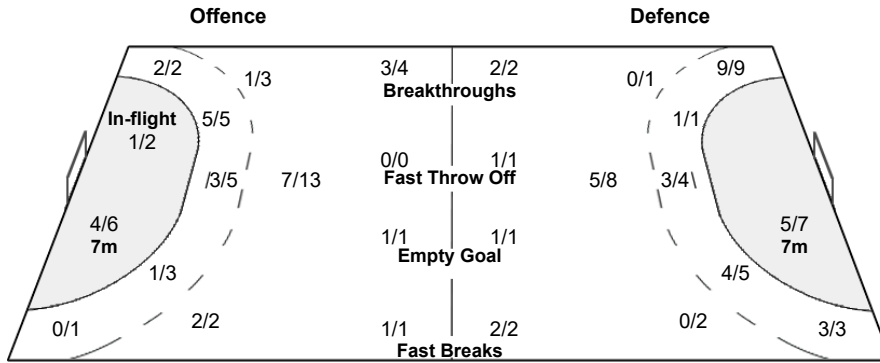 Offence Defence
2/2 1/3 3/4 2/2 0/1 9/9
Breakthroughs
In-flight 5/5 1/1
1/2
0/0 1/1
Fast Throw Off
3/5 7/13 5/8 3/4
4/6 5/7
7m 7m
1/1 1/1
Empty Goal
1/3 4/5
0/1 2/2 1/1 2/2 0/2 3/3
Fast Breaks